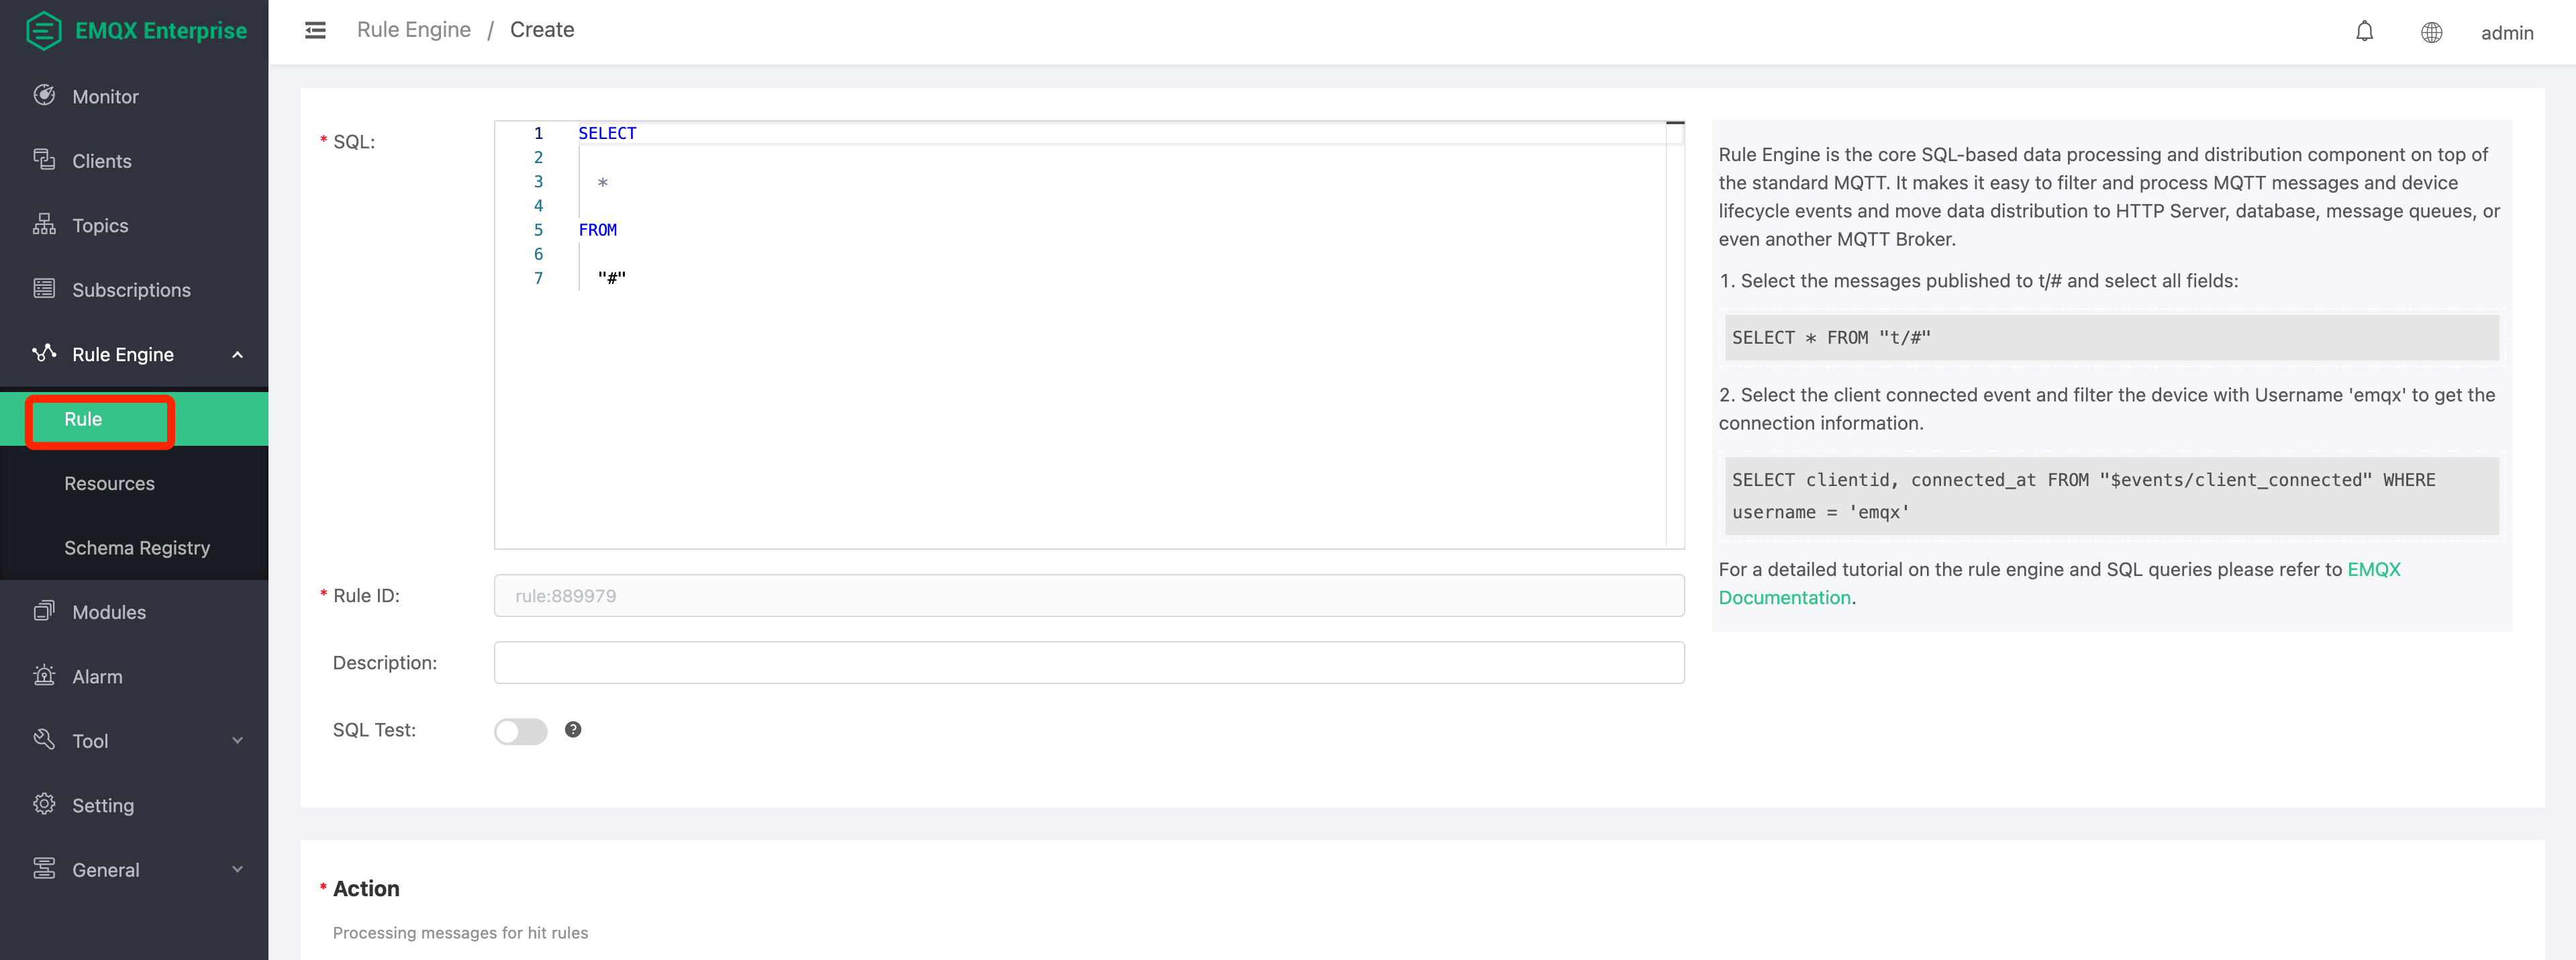 EMQX Enterprise
Rule Engine / Create
admin
Monitor
Clients
Topics
Subscriptions
Rule Engine
Rule
Resources
Schema Registry
Modules
Alarm
Tool
Setting
General
* SQL:
1 SELECT
2
3 *
4
5 FROM
6
7 "#"
* Rule ID:
rule:889979
Description:
SQL Test:
?
Rule Engine is the core SQL-based data processing and distribution component on top of
the standard MQTT. It makes it easy to filter and process MQTT messages and device
lifecycle events and move data distribution to HTTP Server, database, message queues, or
even another MQTT Broker.
1. Select the messages published to t/# and select all fields:
SELECT * FROM "t/#"
2. Select the client connected event and filter the device with Username 'emqx' to get the
connection information.
SELECT clientid, connected_at FROM "$events/client_connected" WHERE
username = 'emqx'
For a detailed tutorial on the rule engine and SQL queries please refer to EMQX
Documentation.
* Action
Processing messages for hit rules